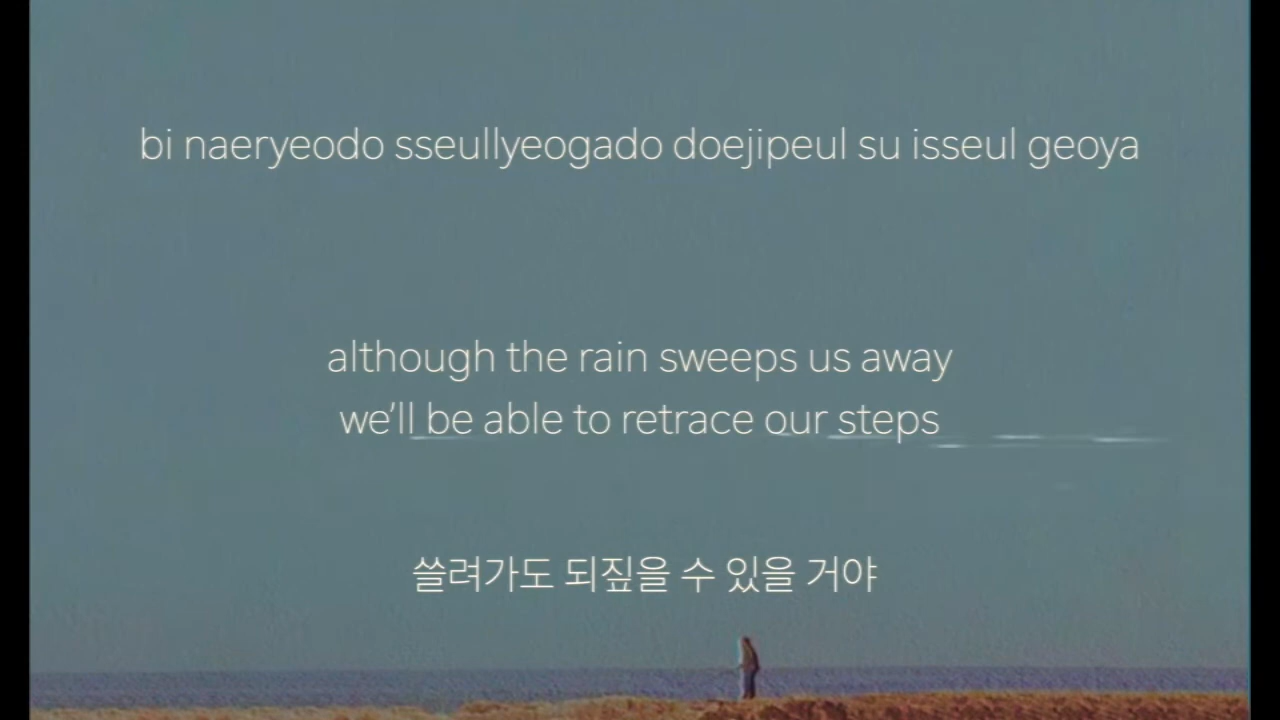 bi naeryeodo sseullyeogado doejipeul su isseul geoya
although the rain sweeps us away
we’ll be able to retrace our steps
쓸려가도 되짚을 수 있을 거야